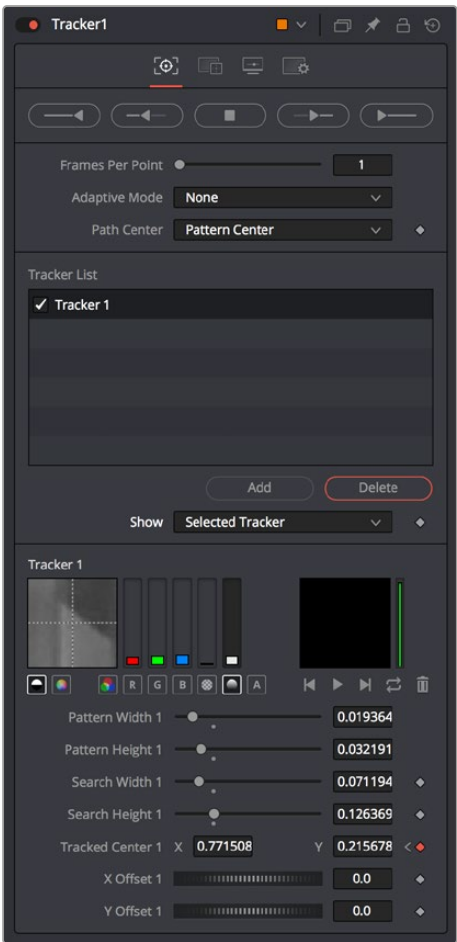 Tracker1
Frames Per Point 1
Adaptive Mode None
Path Center Pattern Center
Tracker List
Tracker 1
Add Delete
Show Selected Tracker
Tracker 1
R G B A
Pattern Width 1 0.019364
Pattern Height 1 0.032191
Search Width 1 0.071194
Search Height 1 0.126369
Tracked Center 1 X 0.771508 Y 0.215678
X Offset 1 0.0
Y Offset 1 0.0